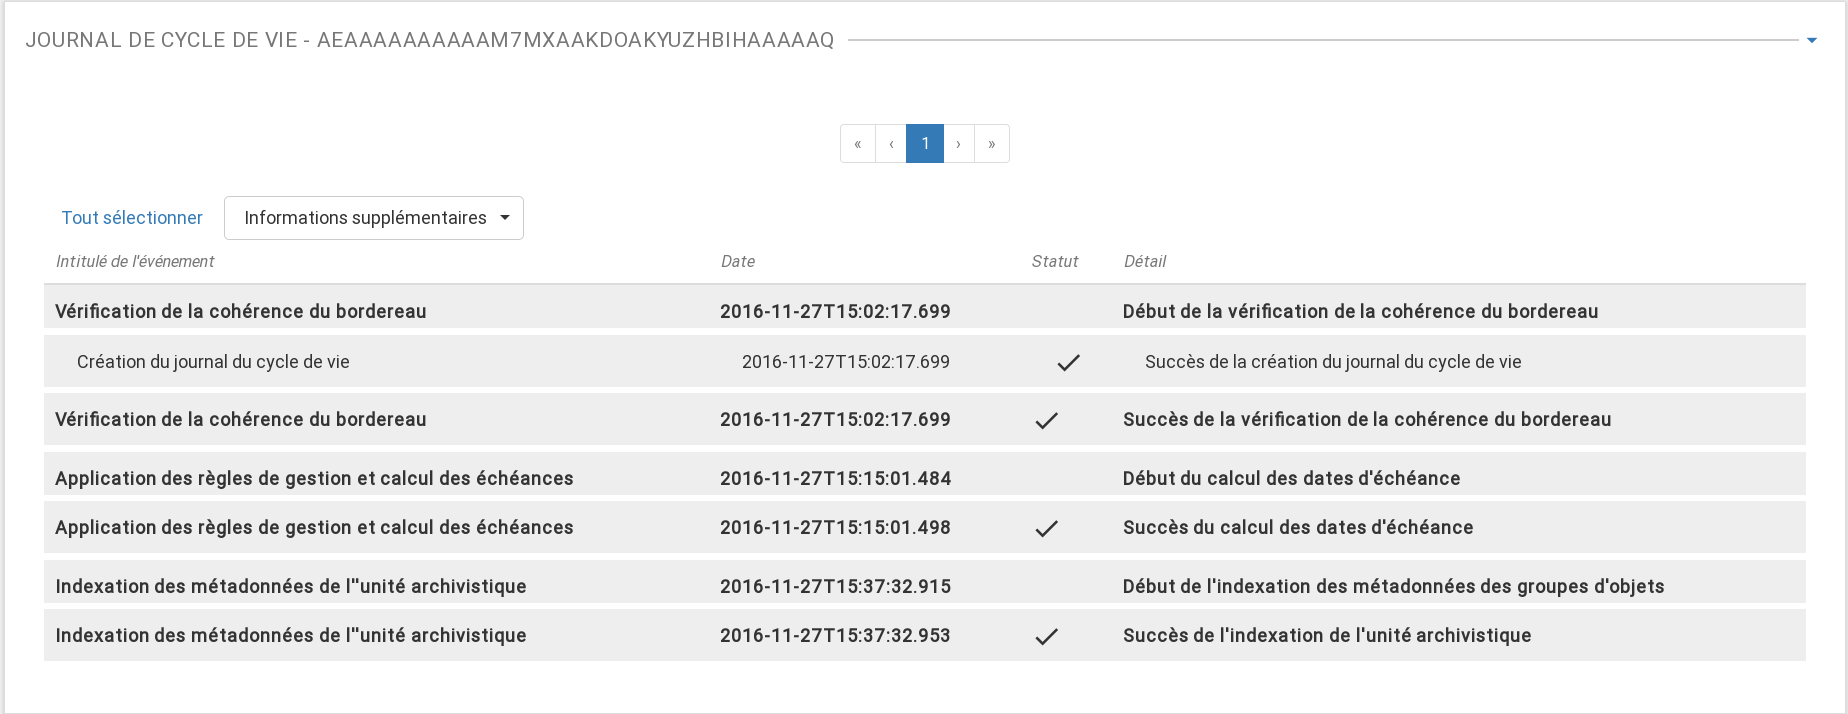 JOURNAL DE CYCLE DE VIE - AEAAAAAAAAAAM7MXAAKDOAKYUZHBIHAAAAAQ
« ‹ 1 › »
Tout sélectionner Informations supplémentaires
Intitulé de l'événement Date Statut Détail
Vérification de la cohérence du bordereau 2016-11-27T15:02:17.699 Début de la vérification de la cohérence du bordereau
Création du journal du cycle de vie 2016-11-27T15:02:17.699 Succès de la création du journal du cycle de vie
Vérification de la cohérence du bordereau 2016-11-27T15:02:17.699 Succès de la vérification de la cohérence du bordereau
Application des règles de gestion et calcul des échéances 2016-11-27T15:15:01.484 Début du calcul des dates d'échéance
Application des règles de gestion et calcul des échéances 2016-11-27T15:15:01.498 Succès du calcul des dates d'échéance
Indexation des métadonnées de l''unité archivistique 2016-11-27T15:37:32.915 Début de l'indexation des métadonnées des groupes d'objets
Indexation des métadonnées de l''unité archivistique 2016-11-27T15:37:32.953 Succès de l'indexation de l'unité archivistique